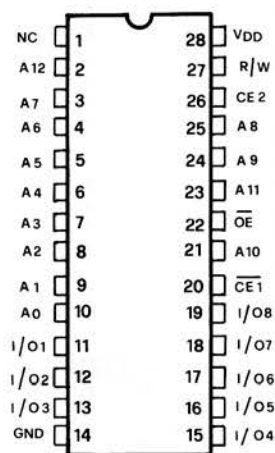 NC 1 28 VDD
A12 2 27 R/W
A7 3 26 CE2
A6 4 25 A8
A5 5 24 A9
A4 6 23 A11
A3 7 22 O̅E̅
A2 8 21 A10
A1 9 20 C̅E̅1̅
A0 10 19 I/O8
I/O1 11 18 I/O7
I/O2 12 17 I/O6
I/O3 13 16 I/O5
GND 14 15 I/O4